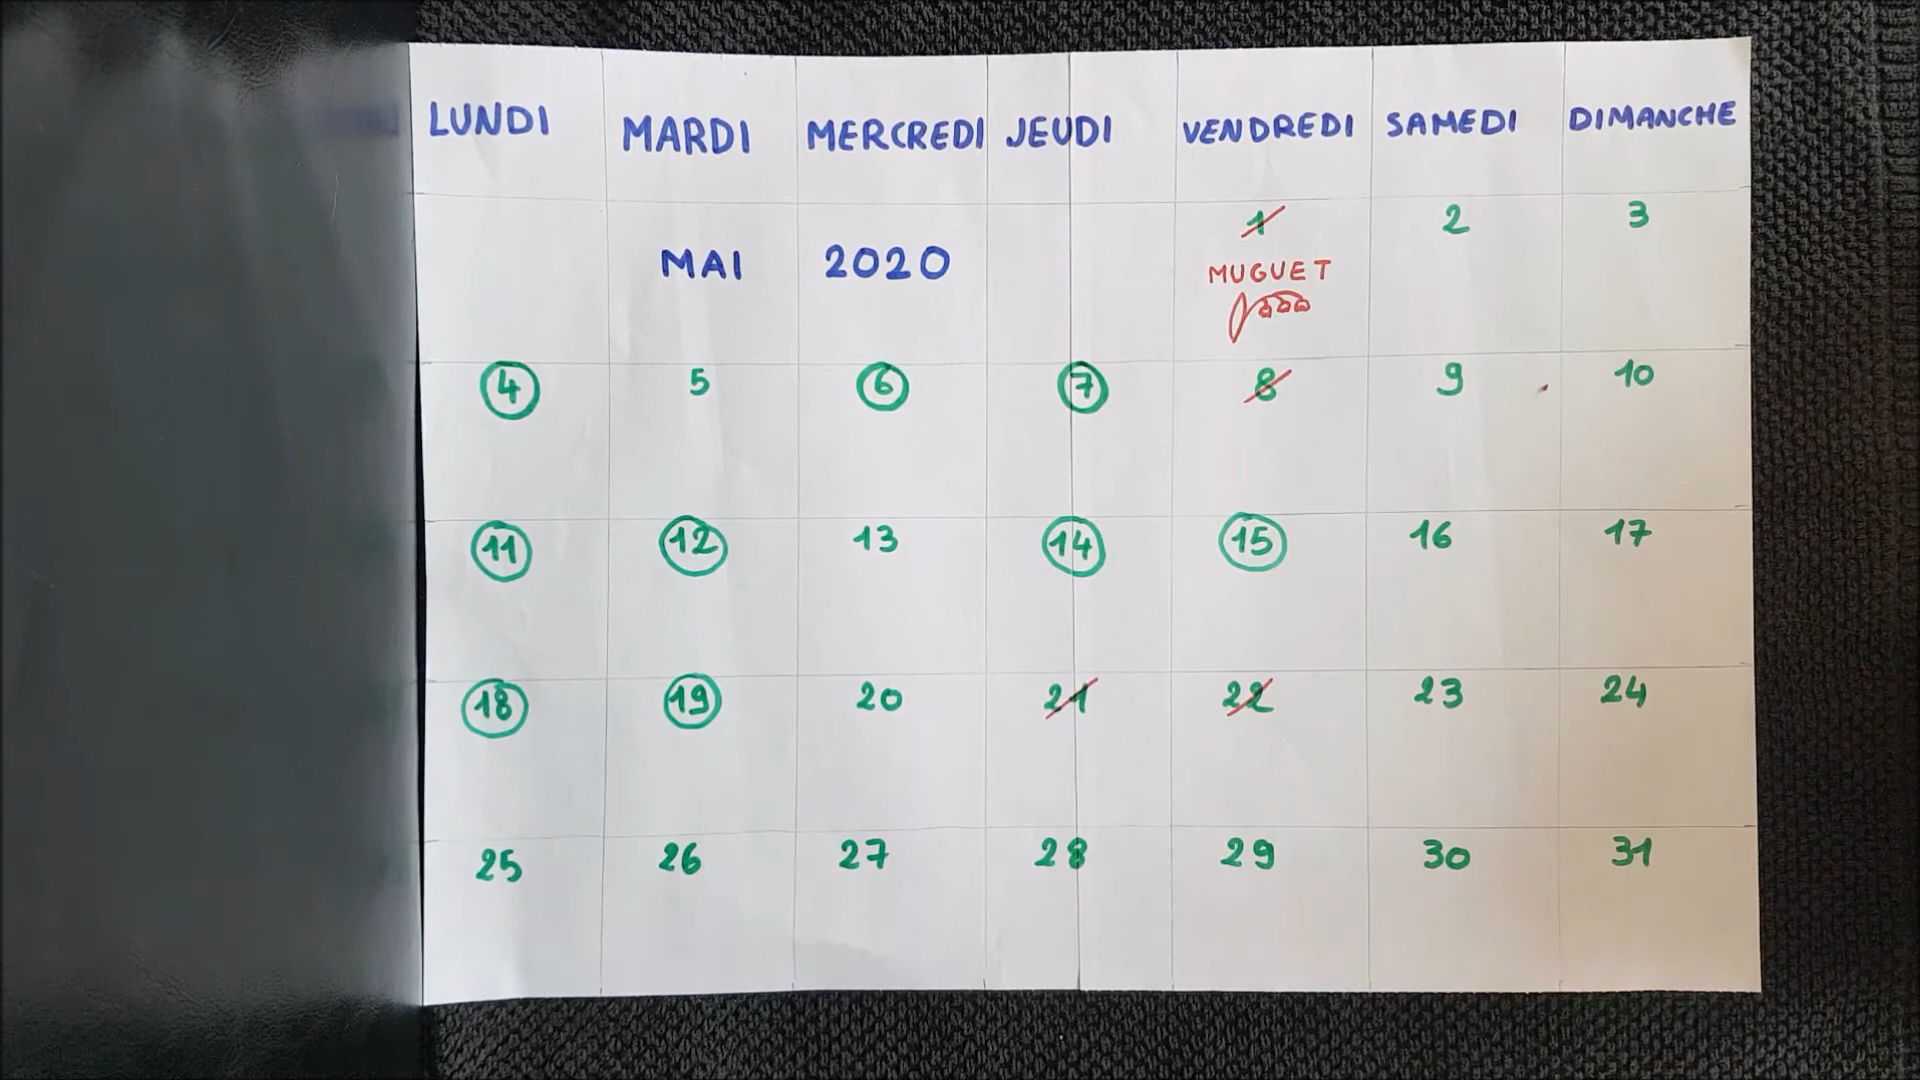 LUNDI MARDI MERCREDI JEUDI VENDREDI SAMEDI DIMANCHE
MAI 2020 1 2 3
MUGUET
4 5 6 7 8 9 10
11 12 13 14 15 16 17
18 19 20 21 22 23 24
25 26 27 28 29 30 31